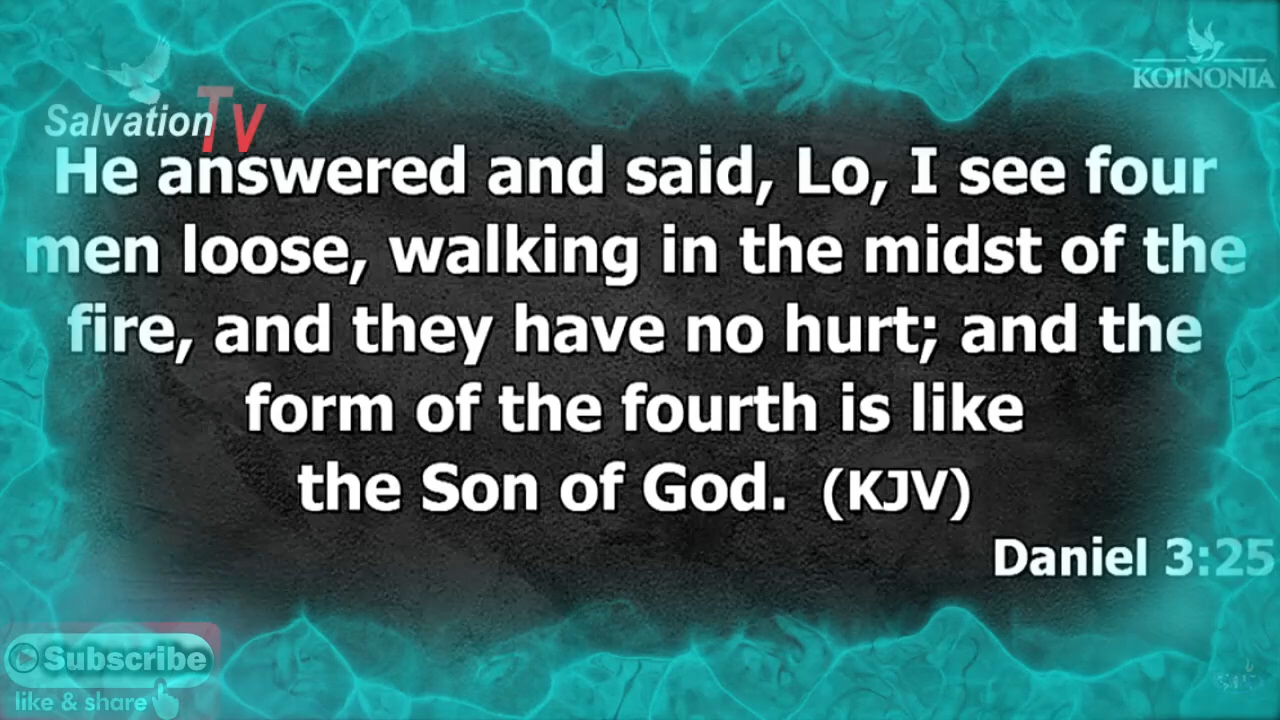 KOINONIA
SalvationTV
He answered and said, Lo, I see four
men loose, walking in the midst of the
fire, and they have no hurt; and the
form of the fourth is like
the Son of God. (KJV)
Daniel 3:25
Subscribe
like & share